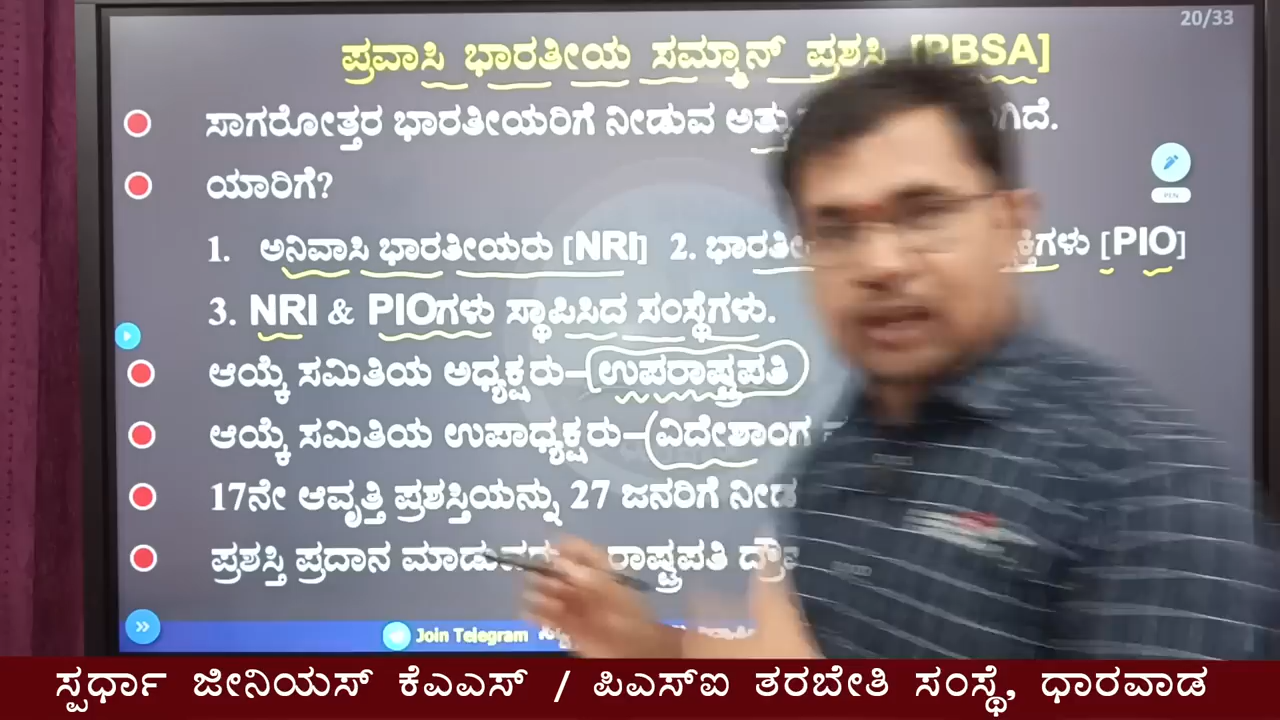 20/33
ಪ್ರವಾಸಿ ಭಾರತೀಯ ಸಮ್ಮಾನ್ ಪ್ರಶಸ್ತಿ [PBSA]
ಸಾಗರೋತ್ತರ ಭಾರತೀಯರಿಗೆ ನೀಡುವ
ಯಾರಿಗೆ?
PEN
1. ಅನಿವಾಸಿ ಭಾರತೀಯರು [NRI] 2. [PIO]
3. NRI & PIOಗಳು ಸ್ಥಾಪಿಸಿದ ಸಂಸ್ಥೆಗಳು.
ಆಯ್ಕೆ ಸಮಿತಿಯ ಅಧ್ಯಕ್ಷರು–ಉಪರಾಷ್ಟ್ರಪತಿ
ಆಯ್ಕೆ ಸಮಿತಿಯ ಉಪಾಧ್ಯಕ್ಷರು–ವಿದೇಶಾಂಗ
17ನೇ ಆವೃತ್ತಿ ಪ್ರಶಸ್ತಿಯನ್ನು 27 ಜನರಿಗೆ
ಪ್ರಶಸ್ತಿ ಪ್ರದಾನ ರಾಷ್ಟ್ರಪತಿ
Join Telegram
ಸ್ಪರ್ಧಾ ಜೀನಿಯಸ್ ಕೆಎಎಸ್ / ಪಿಎಸ್ಐ ತರಬೇತಿ ಸಂಸ್ಥೆ, ಧಾರವಾಡ